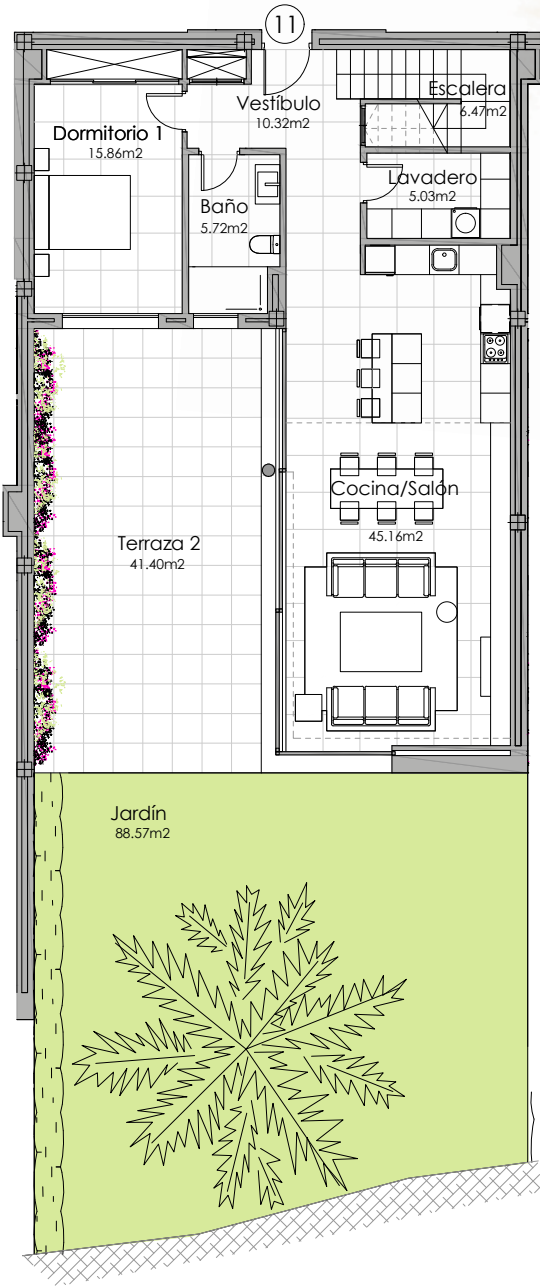 11
Escalera
6.47m2
Vestíbulo
10.32m2
Dormitorio 1
15.86m2
Lavadero
5.03m2
Baño
5.72m2
Cocina/Salón
45.16m2
Terraza 2
41.40m2
Jardín
88.57m2